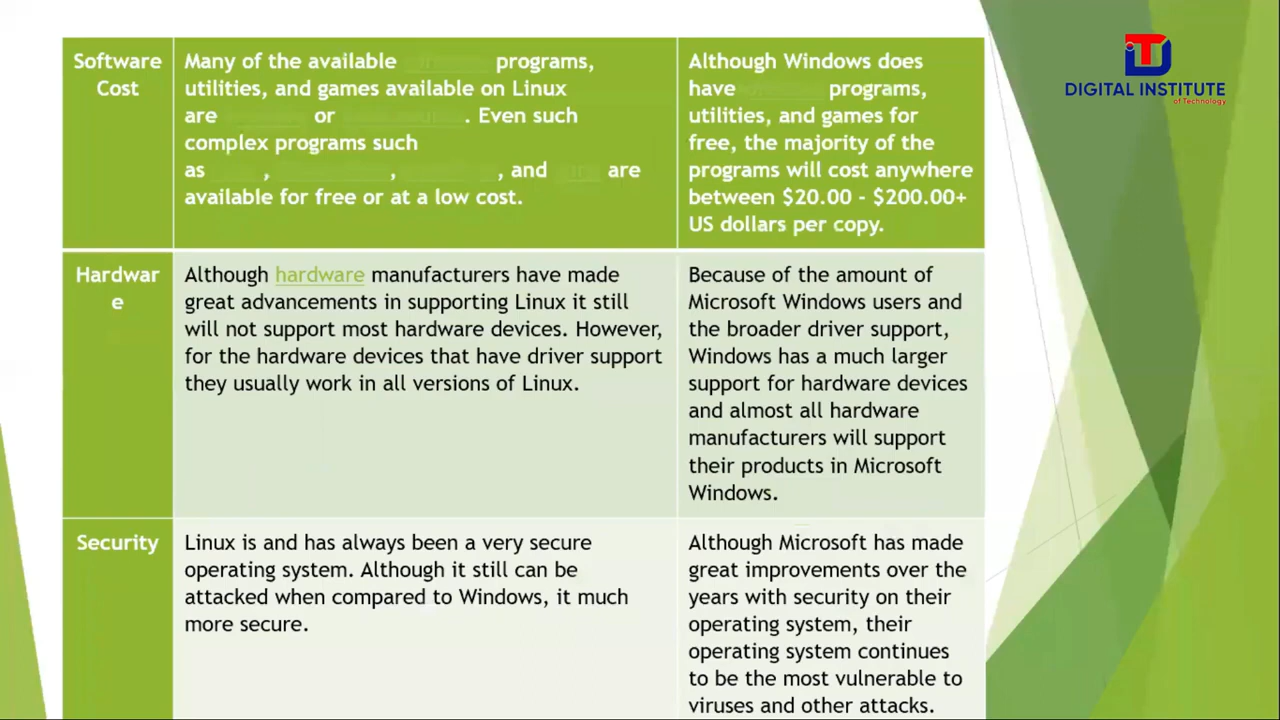 Software
Cost
Many of the available programs,
utilities, and games available on Linux
are or . Even such
complex programs such
as , , , and are
available for free or at a low cost.
Although Windows does
have programs,
utilities, and games for
free, the majority of the
programs will cost anywhere
between $20.00 - $200.00+
US dollars per copy.
Hardwar
e
Although hardware manufacturers have made
great advancements in supporting Linux it still
will not support most hardware devices. However,
for the hardware devices that have driver support
they usually work in all versions of Linux.
Because of the amount of
Microsoft Windows users and
the broader driver support,
Windows has a much larger
support for hardware devices
and almost all hardware
manufacturers will support
their products in Microsoft
Windows.
Security
Linux is and has always been a very secure
operating system. Although it still can be
attacked when compared to Windows, it much
more secure.
Although Microsoft has made
great improvements over the
years with security on their
operating system, their
operating system continues
to be the most vulnerable to
viruses and other attacks.
DIGITAL INSTITUTE
of Technology